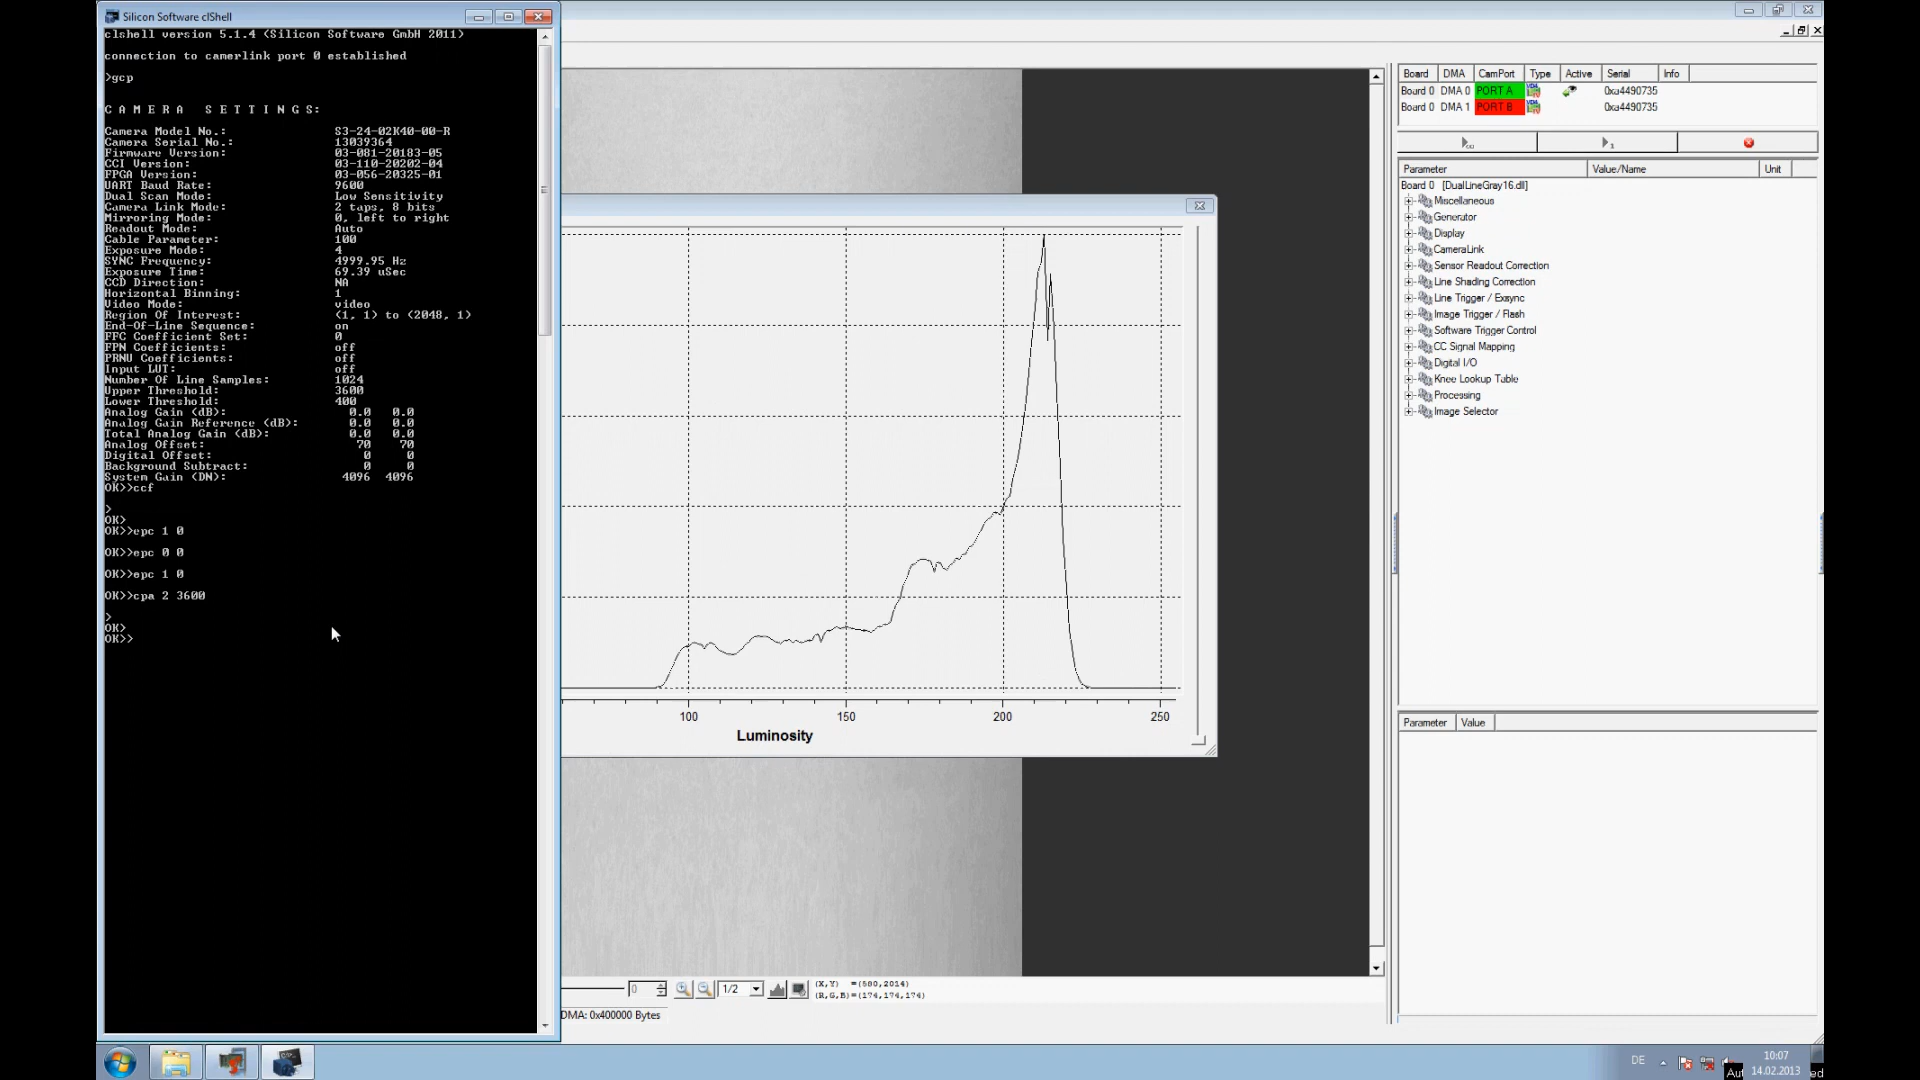 Silicon Software clShell
clshell version 5.1.4 (Silicon Software GmbH 2011)
connection to camerlink port 0 established
>gcp
C A M E R A   S E T T I N G S:
Camera Model No.: S3-24-02K40-00-R
Camera Serial No.: 13039364
Firmware Version: 03-081-20183-05
CCI Version: 03-110-20202-04
FPGA Version: 03-056-20325-01
UART Baud Rate: 9600
Dual Scan Mode: Low Sensitivity
Camera Link Mode: 2 taps, 8 bits
Mirroring Mode: 0, left to right
Readout Mode: Auto
Cable Parameter: 100
Exposure Mode: 4
SYNC Frequency: 4999.95 Hz
Exposure Time: 69.39 uSec
CCD Direction: NA
Horizontal Binning: 1
Video Mode: video
Region Of Interest: (1, 1) to (2048, 1)
End-Of-Line Sequence: on
FFC Coefficient Set: 0
FPN Coefficients: off
PRNU Coefficients: off
Input LUT: off
Number Of Line Samples: 1024
Upper Threshold: 3600
Lower Threshold: 400
Analog Gain (dB): 0.0 0.0
Analog Gain Reference (dB): 0.0 0.0
Total Analog Gain (dB): 0.0 0.0
Analog Offset: 70 70
Digital Offset: 0 0
Background Subtract: 0 0
System Gain (DN): 4096 4096
OK>>ccf
>
OK>
OK>>epc 1 0
OK>>epc 0 0
OK>>epc 1 0
OK>>cpa 2 3600
>
OK>
OK>>
100 150 200 250
Luminosity
0 1/2 (X,Y) =(580,2014)
(R,G,B)=(174,174,174)
DMA: 0x400000 Bytes
Board DMA CamPort Type Active Serial Info
Board 0 DMA 0 PORT A 0xa4490735
Board 0 DMA 1 PORT B 0xa4490735
Parameter Value/Name Unit
Board 0 [DualLineGray16.dll]
Miscellaneous
Generator
Display
CameraLink
Sensor Readout Correction
Line Shading Correction
Line Trigger / Exsync
Image Trigger / Flash
Software Trigger Control
CC Signal Mapping
Digital I/O
Knee Lookup Table
Processing
Image Selector
Parameter Value
DE 10:07
14.02.2013